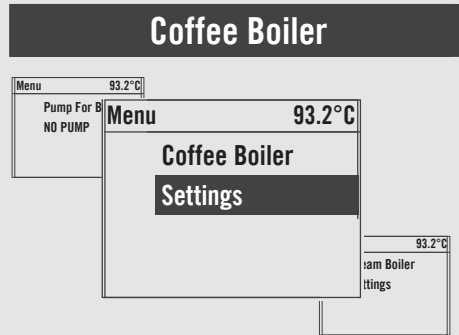 Coffee Boiler
Menu 93.2°C
Pump For B
NO PUMP
Menu 93.2°C
Coffee Boiler
Settings
93.2°C
eam Boiler
ttings